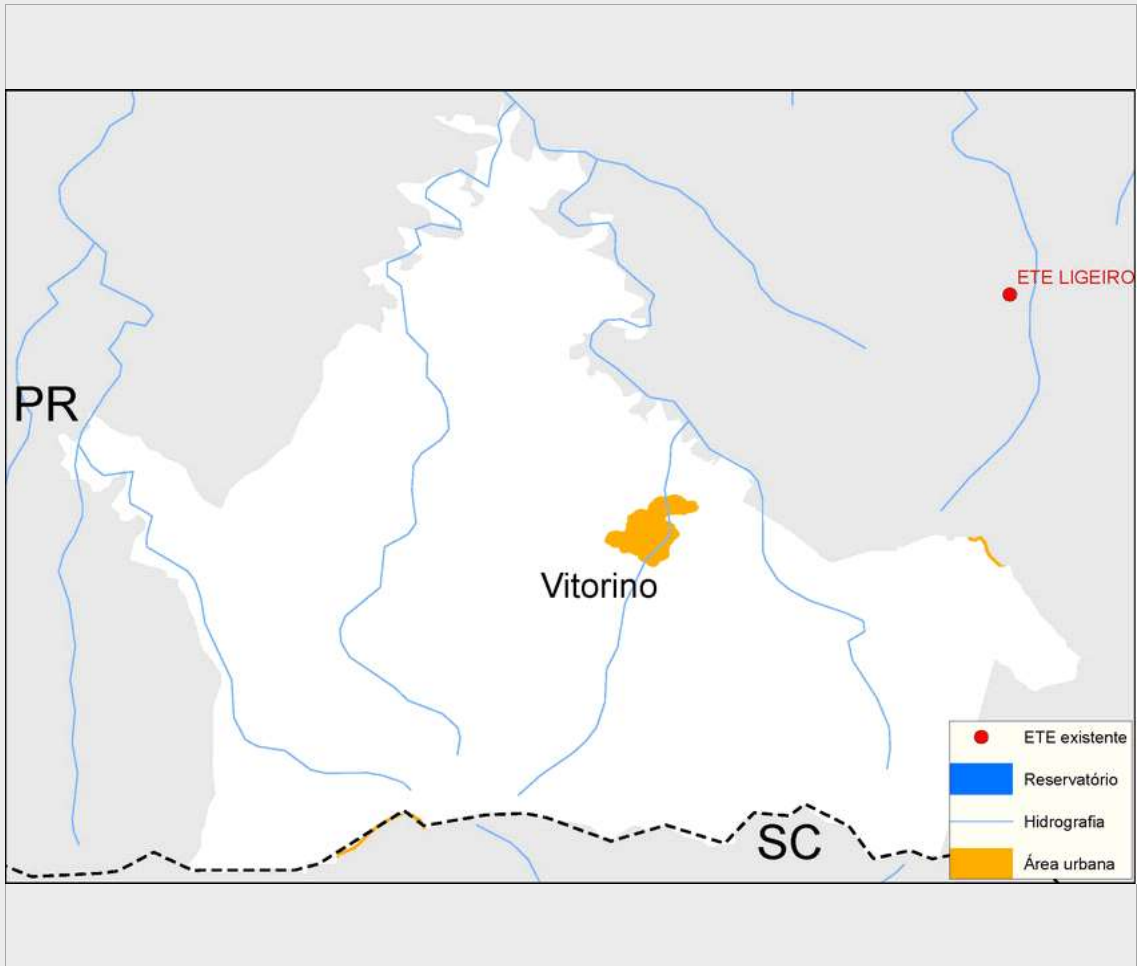 ETE LIGEIRO
PR
Vitorino
SC
ETE existente
Reservatório
Hidrografia
Área urbana